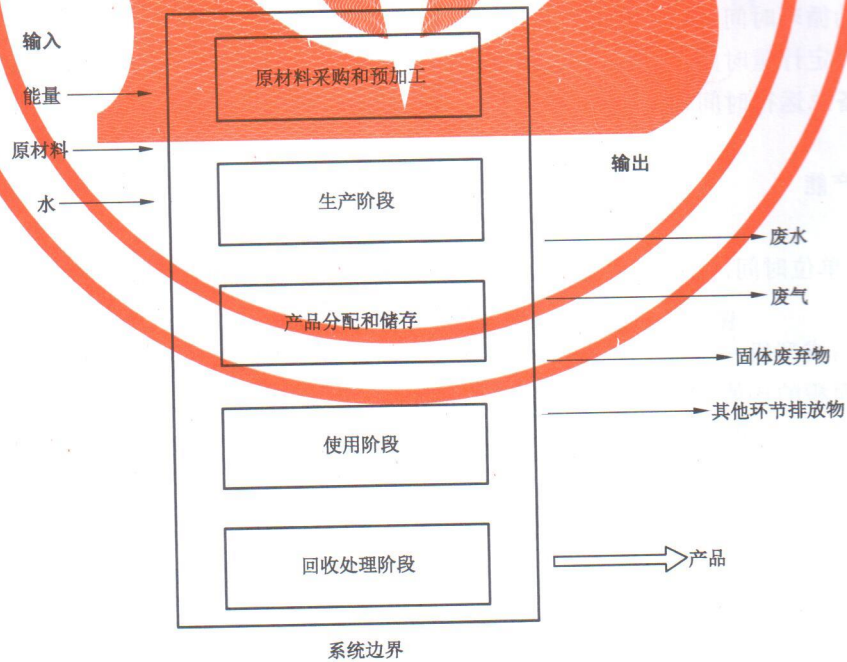 输入
能量
原材料
水
原材料采购和预加工
生产阶段
产品分配和储存
使用阶段
回收处理阶段
输出
废水
废气
固体废弃物
其他环节排放物
产品
系统边界